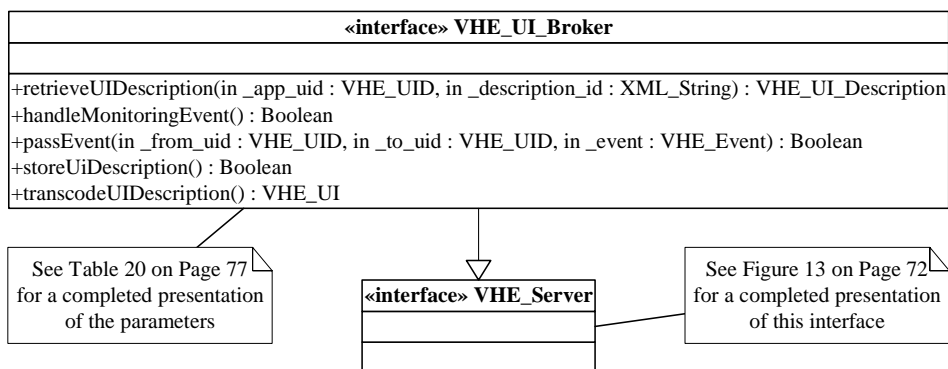 «interface» VHE_UI_Broker
+retrieveUIDescription(in _app_uid : VHE_UID, in _description_id : XML_String) : VHE_UI_Description
+handleMonitoringEvent() : Boolean
+passEvent(in _from_uid : VHE_UID, in _to_uid : VHE_UID, in _event : VHE_Event) : Boolean
+storeUiDescription() : Boolean
+transcodeUIDescription() : VHE_UI
See Table 20 on Page 77
for a completed presentation
of the parameters
«interface» VHE_Server
See Figure 13 on Page 72
for a completed presentation
of this interface